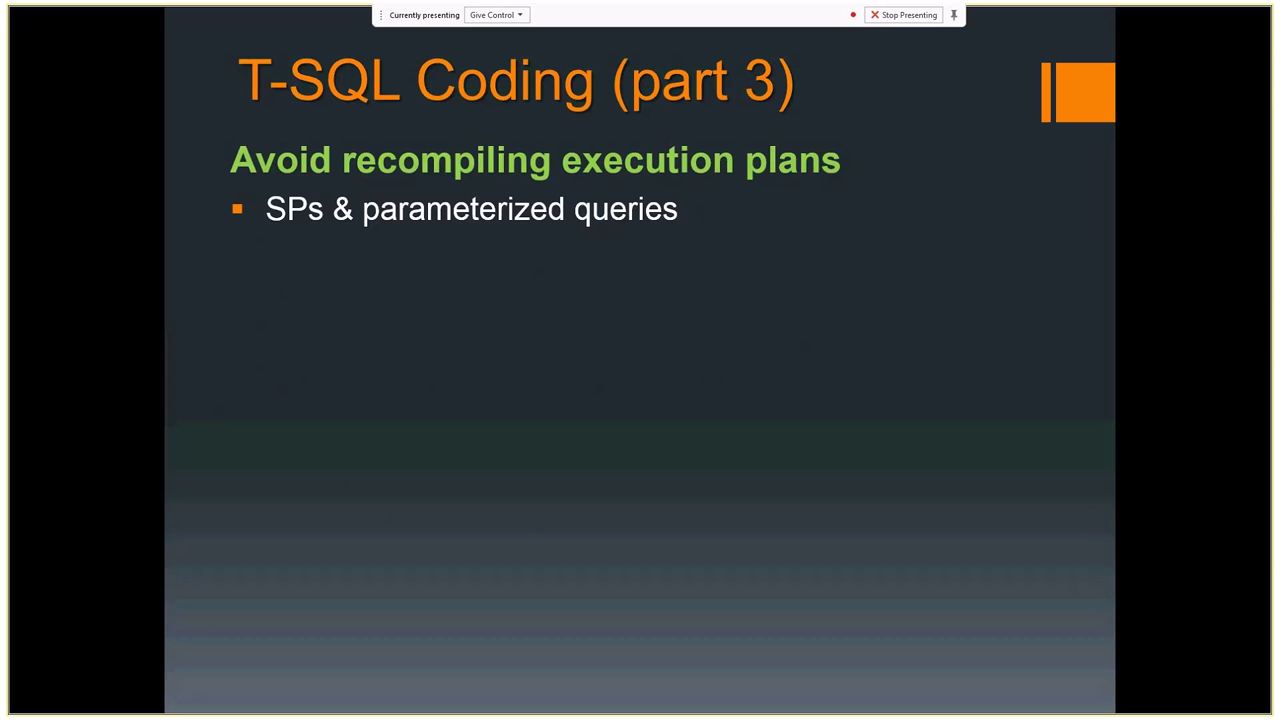 Currently presenting Give Control Stop Presenting
T-SQL Coding (part 3)
Avoid recompiling execution plans
SPs & parameterized queries